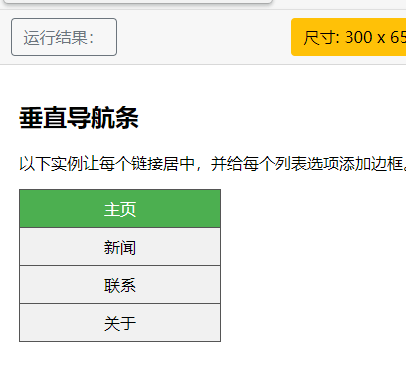 运行结果：
尺寸: 300 x 65
垂直导航条
以下实例让每个链接居中，并给每个列表选项添加边框。
主页
新闻
联系
关于